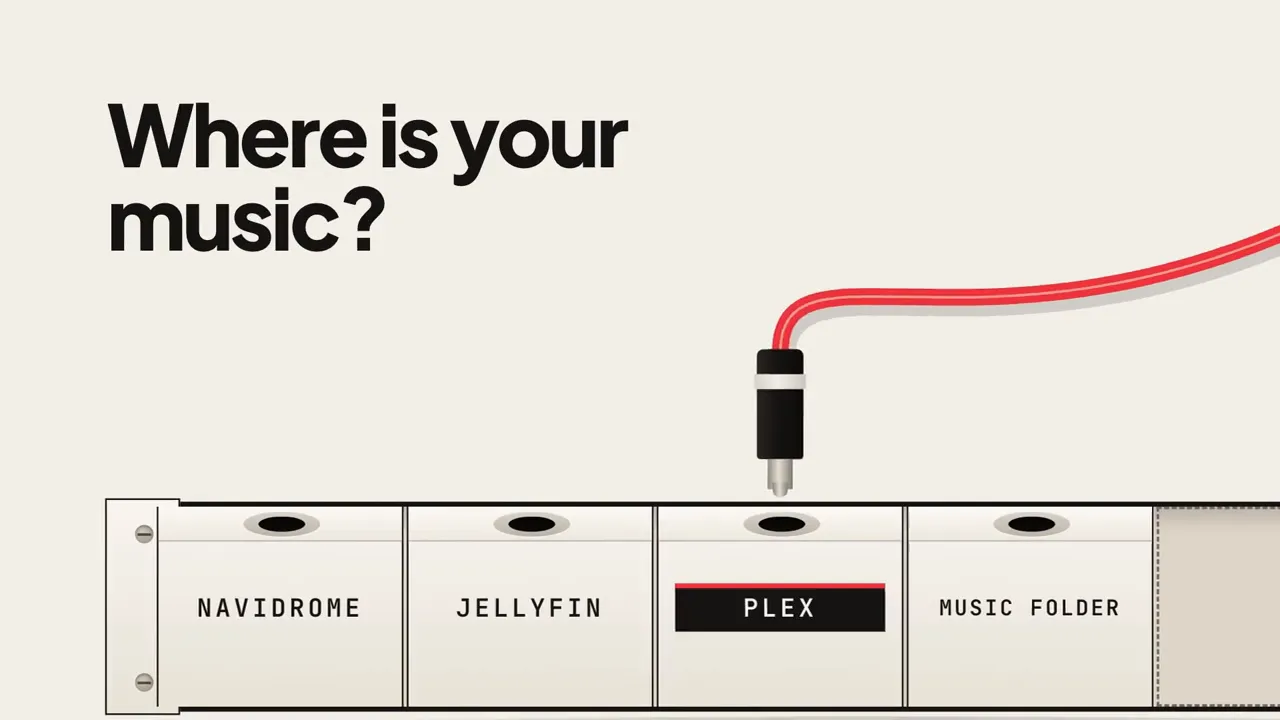 Where is your
music?
NAVIDROME
JELLYFIN
PLEX
MUSIC FOLDER